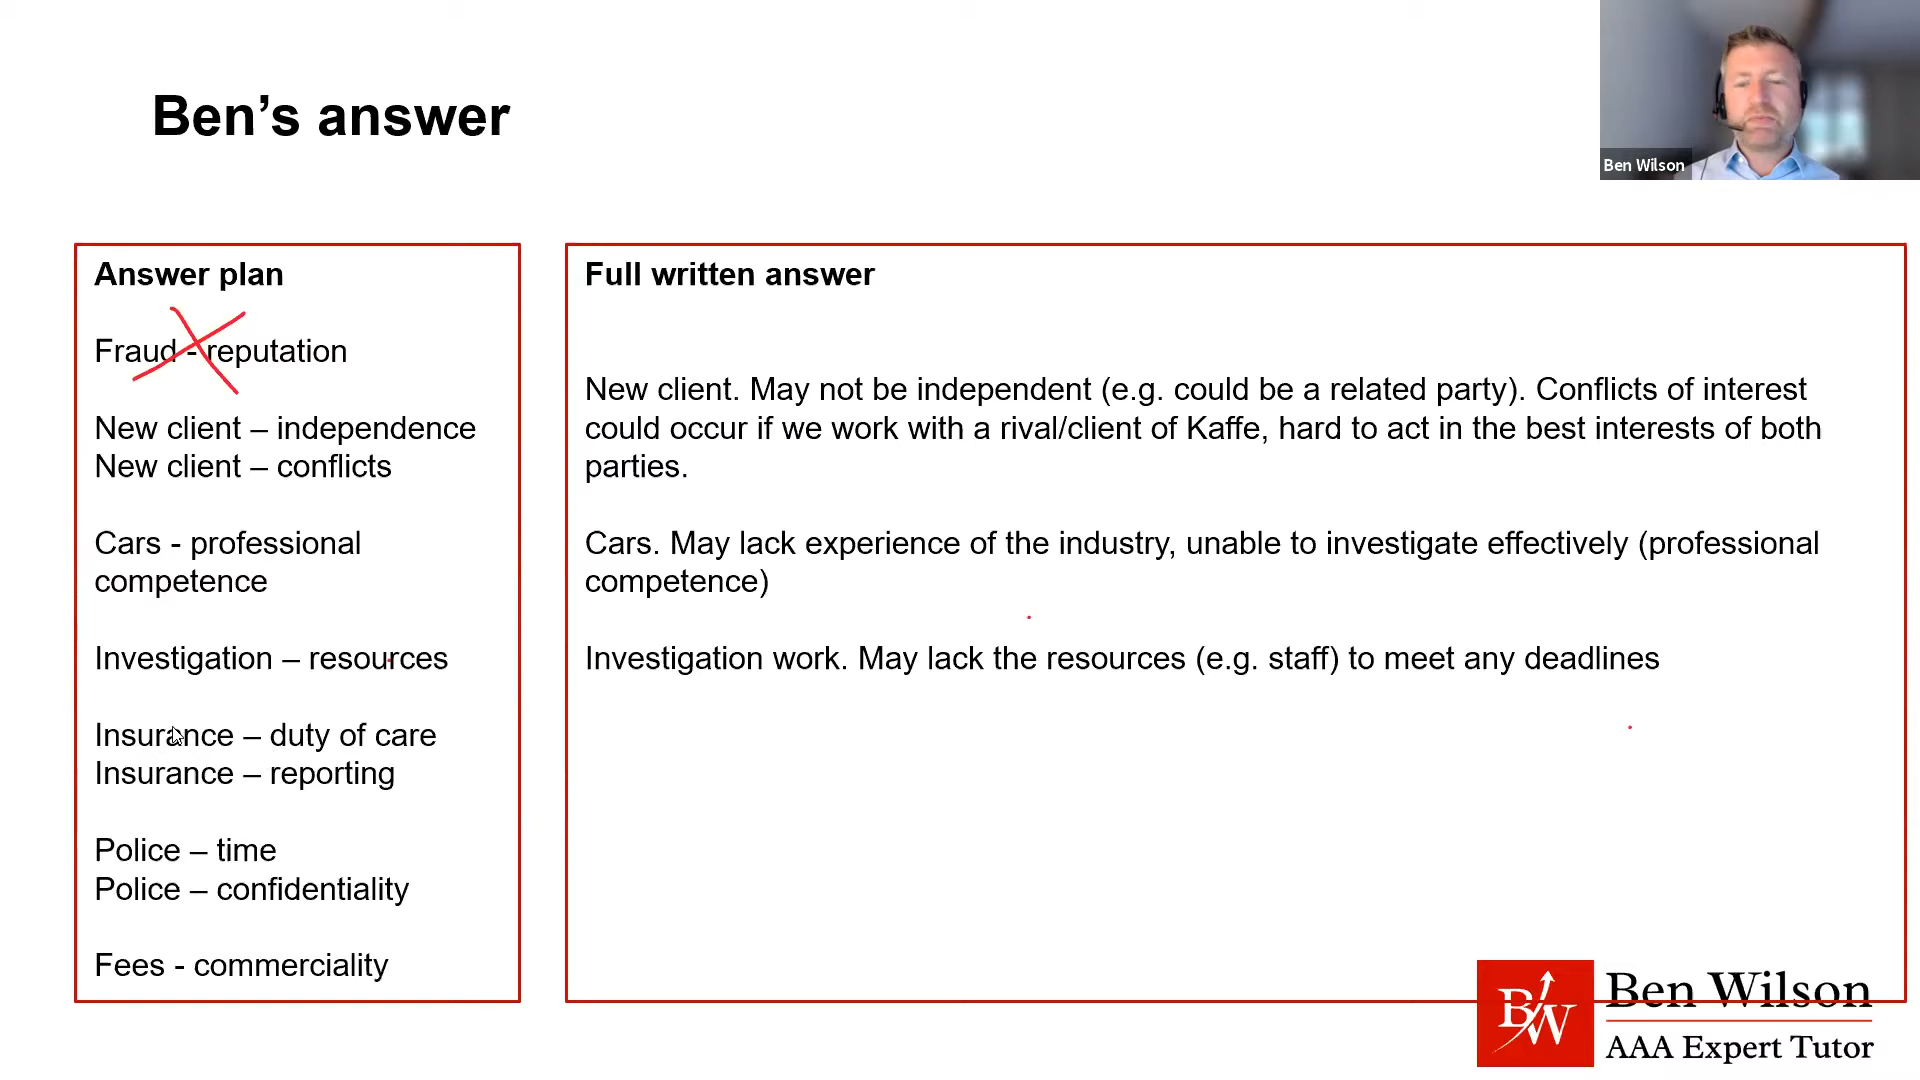 Ben’s answer
Ben Wilson
Answer plan
Fraud - reputation
New client – independence
New client – conflicts
Cars - professional
competence
Investigation – resources
Insurance – duty of care
Insurance – reporting
Police – time
Police – confidentiality
Fees - commerciality
Full written answer
New client. May not be independent (e.g. could be a related party). Conflicts of interest
could occur if we work with a rival/client of Kaffe, hard to act in the best interests of both
parties.
Cars. May lack experience of the industry, unable to investigate effectively (professional
competence)
Investigation work. May lack the resources (e.g. staff) to meet any deadlines
BW
Ben Wilson
AAA Expert Tutor